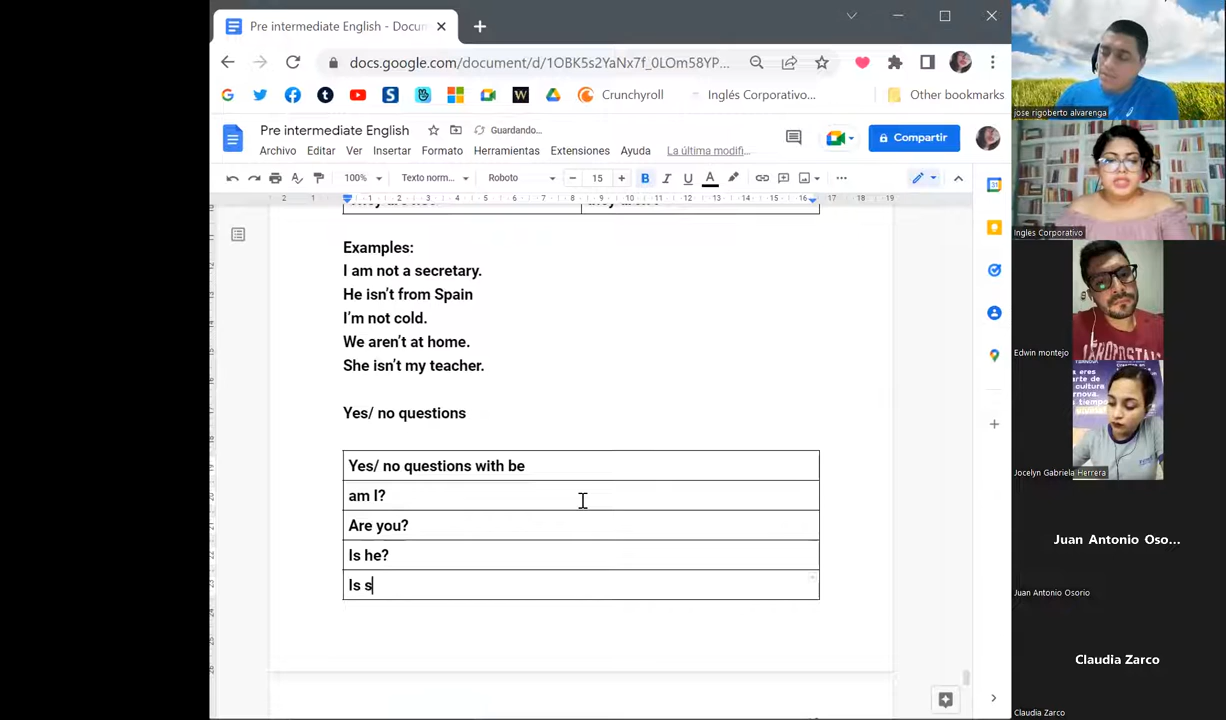 Pre intermediate English - Docun
docs.google.com/document/d/1OBK5s2YaNx7f_0LOm58YP...
Crunchyroll
Inglés Corporativo...
Other bookmarks
Pre intermediate English
Guardando...
Archivo Editar Ver Insertar Formato Herramientas Extensiones Ayuda La última modifi...
Compartir
100% Texto norm... Roboto 15
Examples:
I am not a secretary.
He isn't from Spain
I'm not cold.
We aren't at home.
She isn't my teacher.
Yes/ no questions
Yes/ no questions with be
am I?
Are you?
Is he?
Is s
jose rigoberto alvarenga
Ingles Corporativo
Edwin montejo
Jocelyn Gabriela Herrera
Juan Antonio Oso...
Juan Antonio Osorio
Claudia Zarco
Claudia Zarco